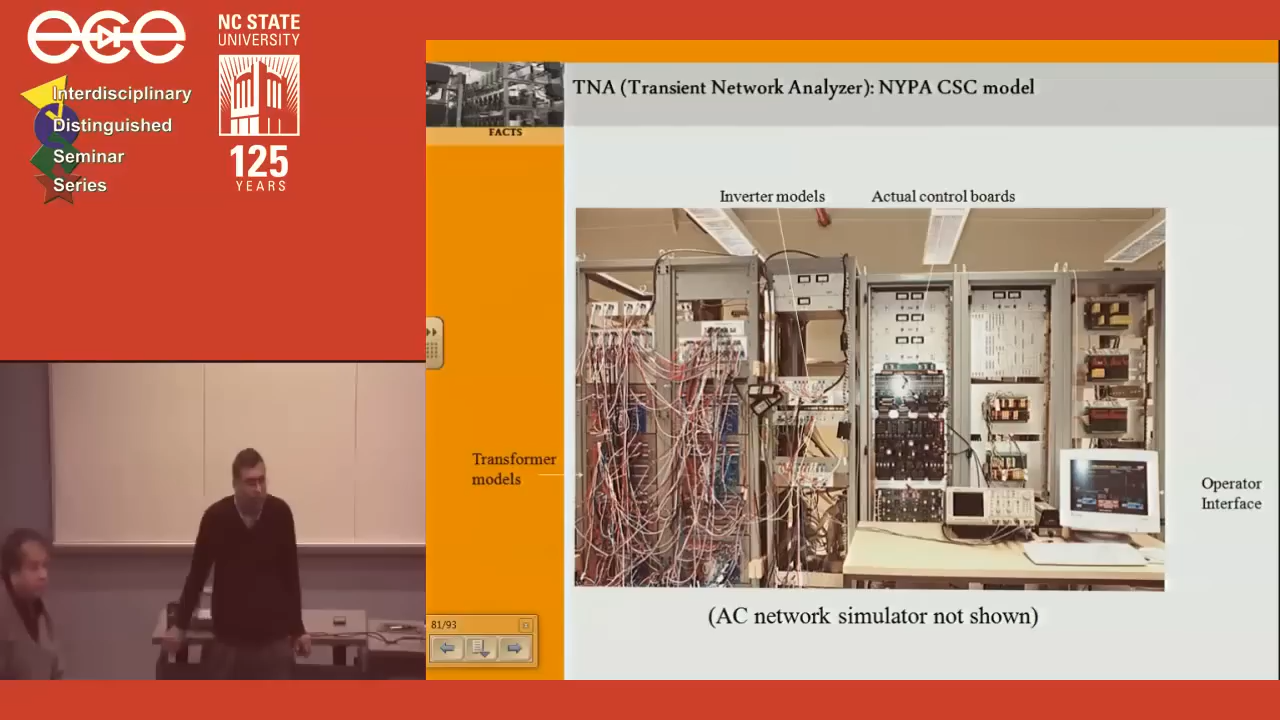 ece
Interdisciplinary
Distinguished
Seminar
Series
NC STATE
UNIVERSITY
125
YEARS
FACTS
TNA (Transient Network Analyzer): NYPA CSC model
Inverter models
Actual control boards
Transformer
models
Operator
Interface
(AC network simulator not shown)
81/93